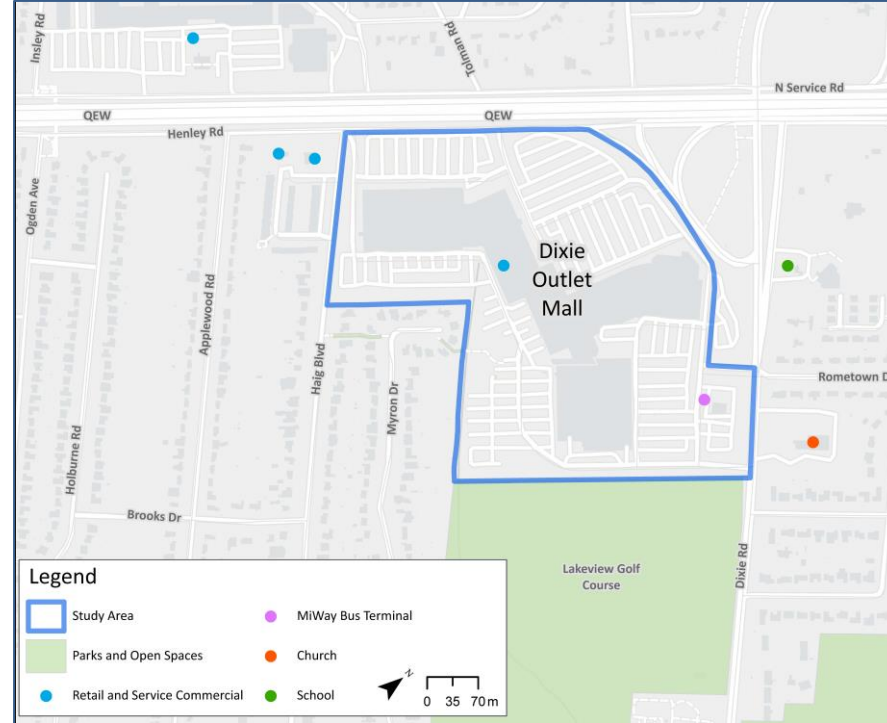 Insley Rd
Tolman Rd
N Service Rd
QEW
QEW
Henley Rd
Ogden Ave
Applewood Rd
Dixie
Outlet
Mall
Haig Blvd
Myron Dr
Rometown D
Holburne Rd
Brooks Dr
Dixie Rd
Lakeview Golf
Course
Legend
Study Area
MiWay Bus Terminal
Parks and Open Spaces
Church
Retail and Service Commercial
School
N
0 35 70 m